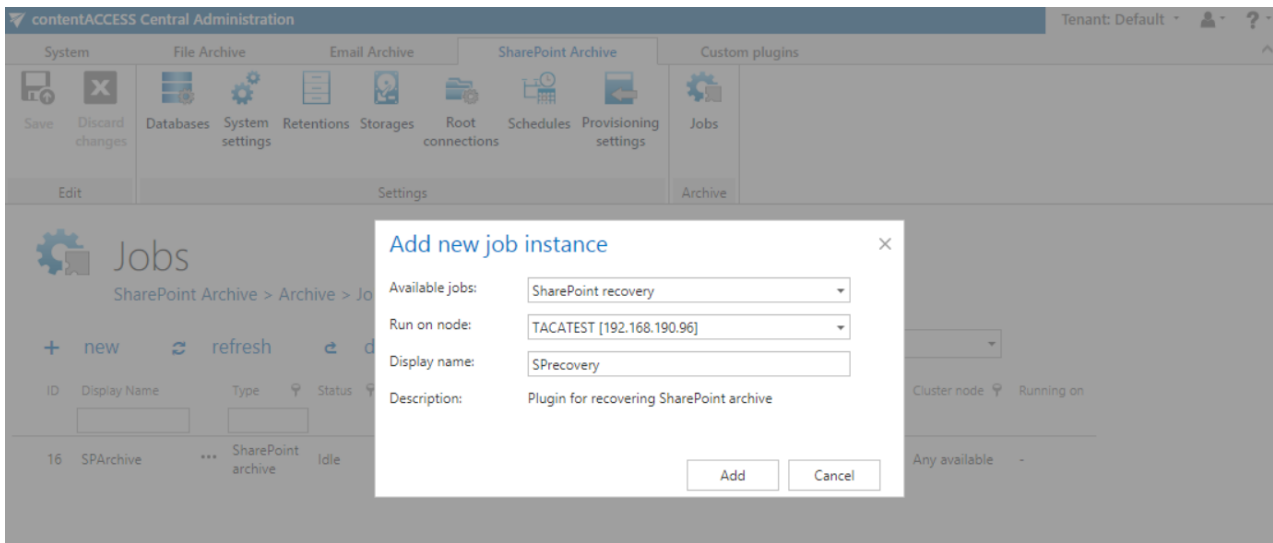 contentACCESS Central Administration
Tenant: Default
?
System
File Archive
Email Archive
SharePoint Archive
Custom plugins
Save
Discard changes
Databases
System settings
Retentions
Storages
Root connections
Schedules
Provisioning settings
Jobs
Edit
Settings
Archive
Jobs
SharePoint Archive > Archive > Jo
+ new
refresh
d
ID
Display Name
Type
Status
Cluster node
Running on
16
SPArchive
...
SharePoint archive
Idle
Any available
-
Add new job instance
Available jobs:
SharePoint recovery
Run on node:
TACATEST [192.168.190.96]
Display name:
SPrecovery
Description:
Plugin for recovering SharePoint archive
Add
Cancel